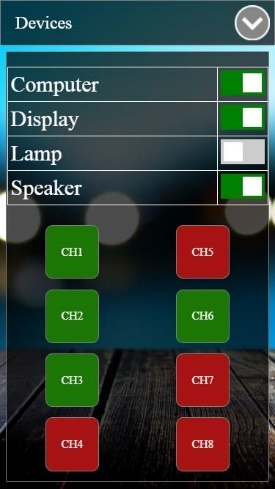 Devices
Computer
Display
Lamp
Speaker
CH1 CH5
CH2 CH6
CH3 CH7
CH4 CH8